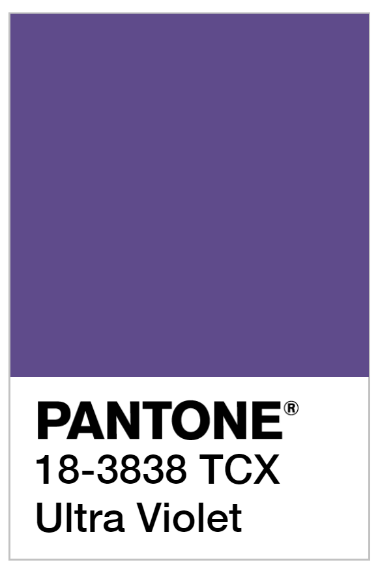 PANTONE®
18-3838 TCX
Ultra Violet